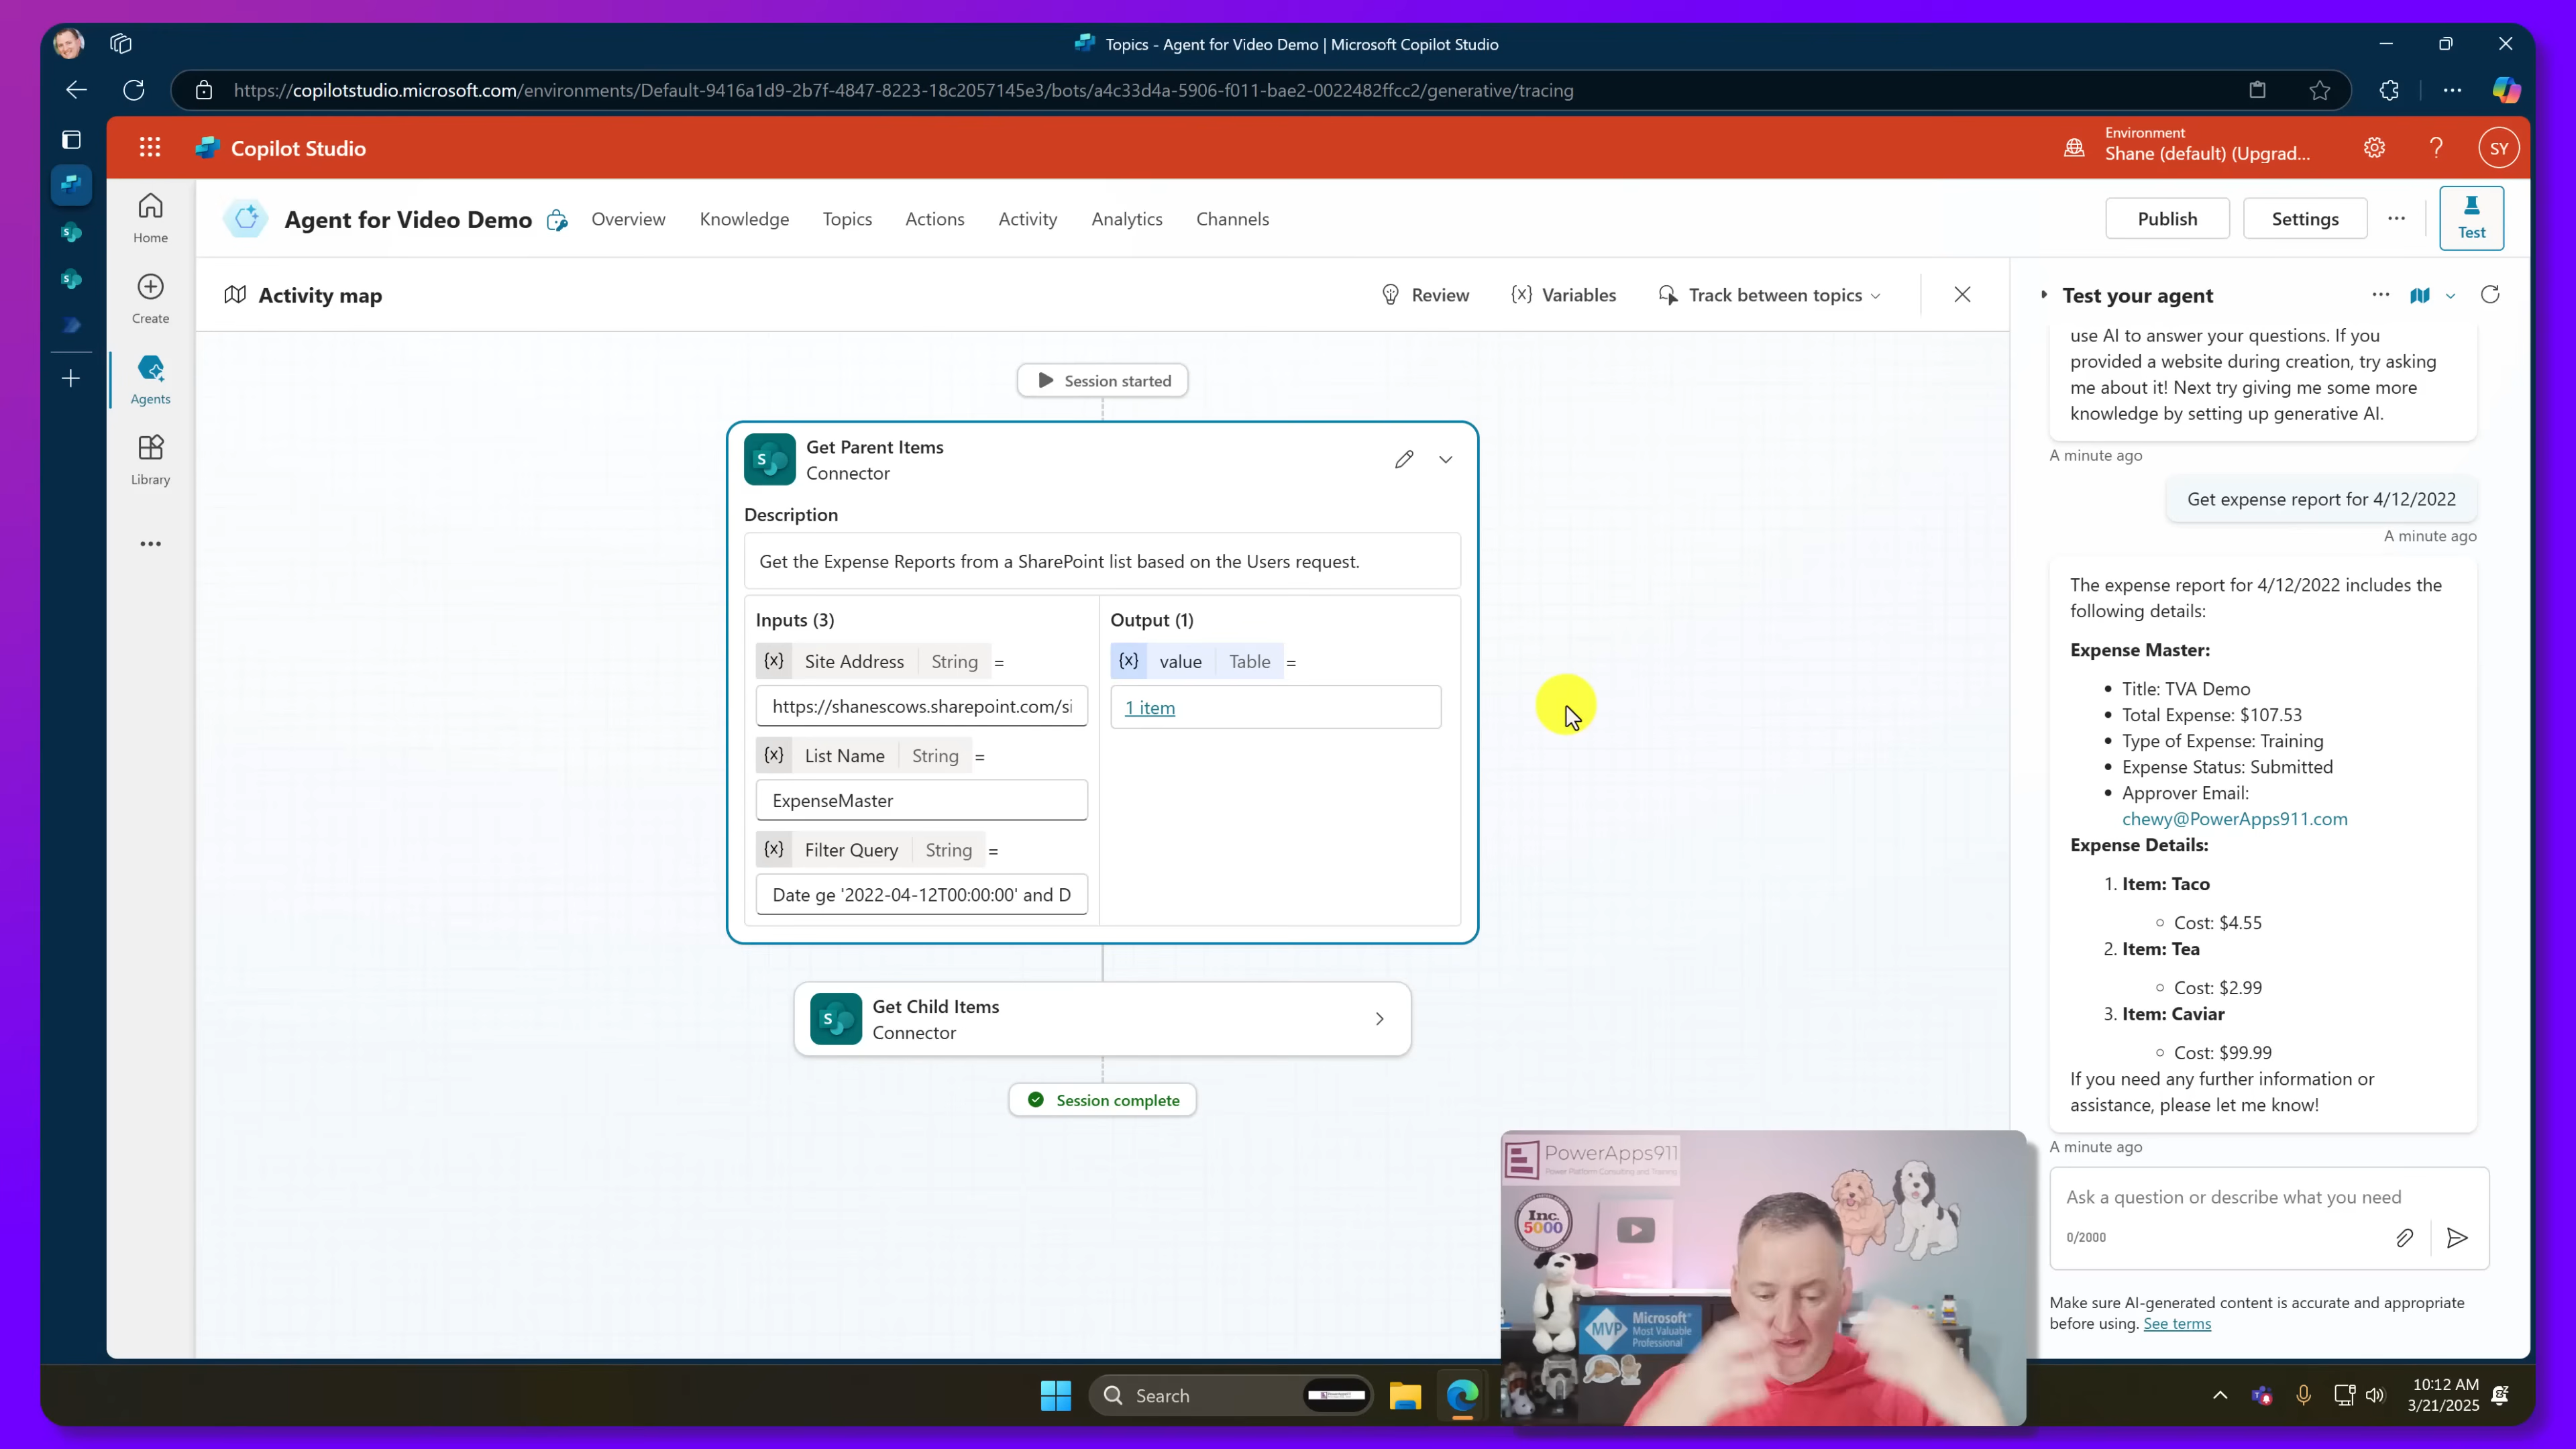 Topics - Agent for Video Demo | Microsoft Copilot Studio
https://copilotstudio.microsoft.com/environments/Default-9416a1d9-2b7f-4847-8223-18c2057145e3/bots/a4c33d4a-5906-f011-bae2-0022482ffcc2/generative/tracing
Copilot Studio
Environment
Shane (default) (Upgrad...
SY
Home
Create
Agents
Library
Agent for Video Demo
Overview
Knowledge
Topics
Actions
Activity
Analytics
Channels
Publish
Settings
Test
Activity map
Review
{x} Variables
Track between topics
Session started
Get Parent Items
Connector
Description
Get the Expense Reports from a SharePoint list based on the Users request.
Inputs (3)
{x} Site Address String =
https://shanescows.sharepoint.com/si
{x} List Name String =
ExpenseMaster
{x} Filter Query String =
Date ge '2022-04-12T00:00:00' and D
Output (1)
{x} value Table =
1 item
Get Child Items
Connector
Session complete
Test your agent
use AI to answer your questions. If you
provided a website during creation, try asking
me about it! Next try giving me some more
knowledge by setting up generative AI.
A minute ago
Get expense report for 4/12/2022
A minute ago
The expense report for 4/12/2022 includes the
following details:
Expense Master:
• Title: TVA Demo
• Total Expense: $107.53
• Type of Expense: Training
• Expense Status: Submitted
• Approver Email:
chewy@PowerApps911.com
Expense Details:
1. Item: Taco
○ Cost: $4.55
2. Item: Tea
○ Cost: $2.99
3. Item: Caviar
○ Cost: $99.99
If you need any further information or
assistance, please let me know!
A minute ago
Ask a question or describe what you need
0/2000
Make sure AI-generated content is accurate and appropriate
before using. See terms
PowerApps911
Power Platform Consulting and Training
Inc.
5000
MVP
Microsoft®
Most Valuable
Professional
Search
10:12 AM
3/21/2025